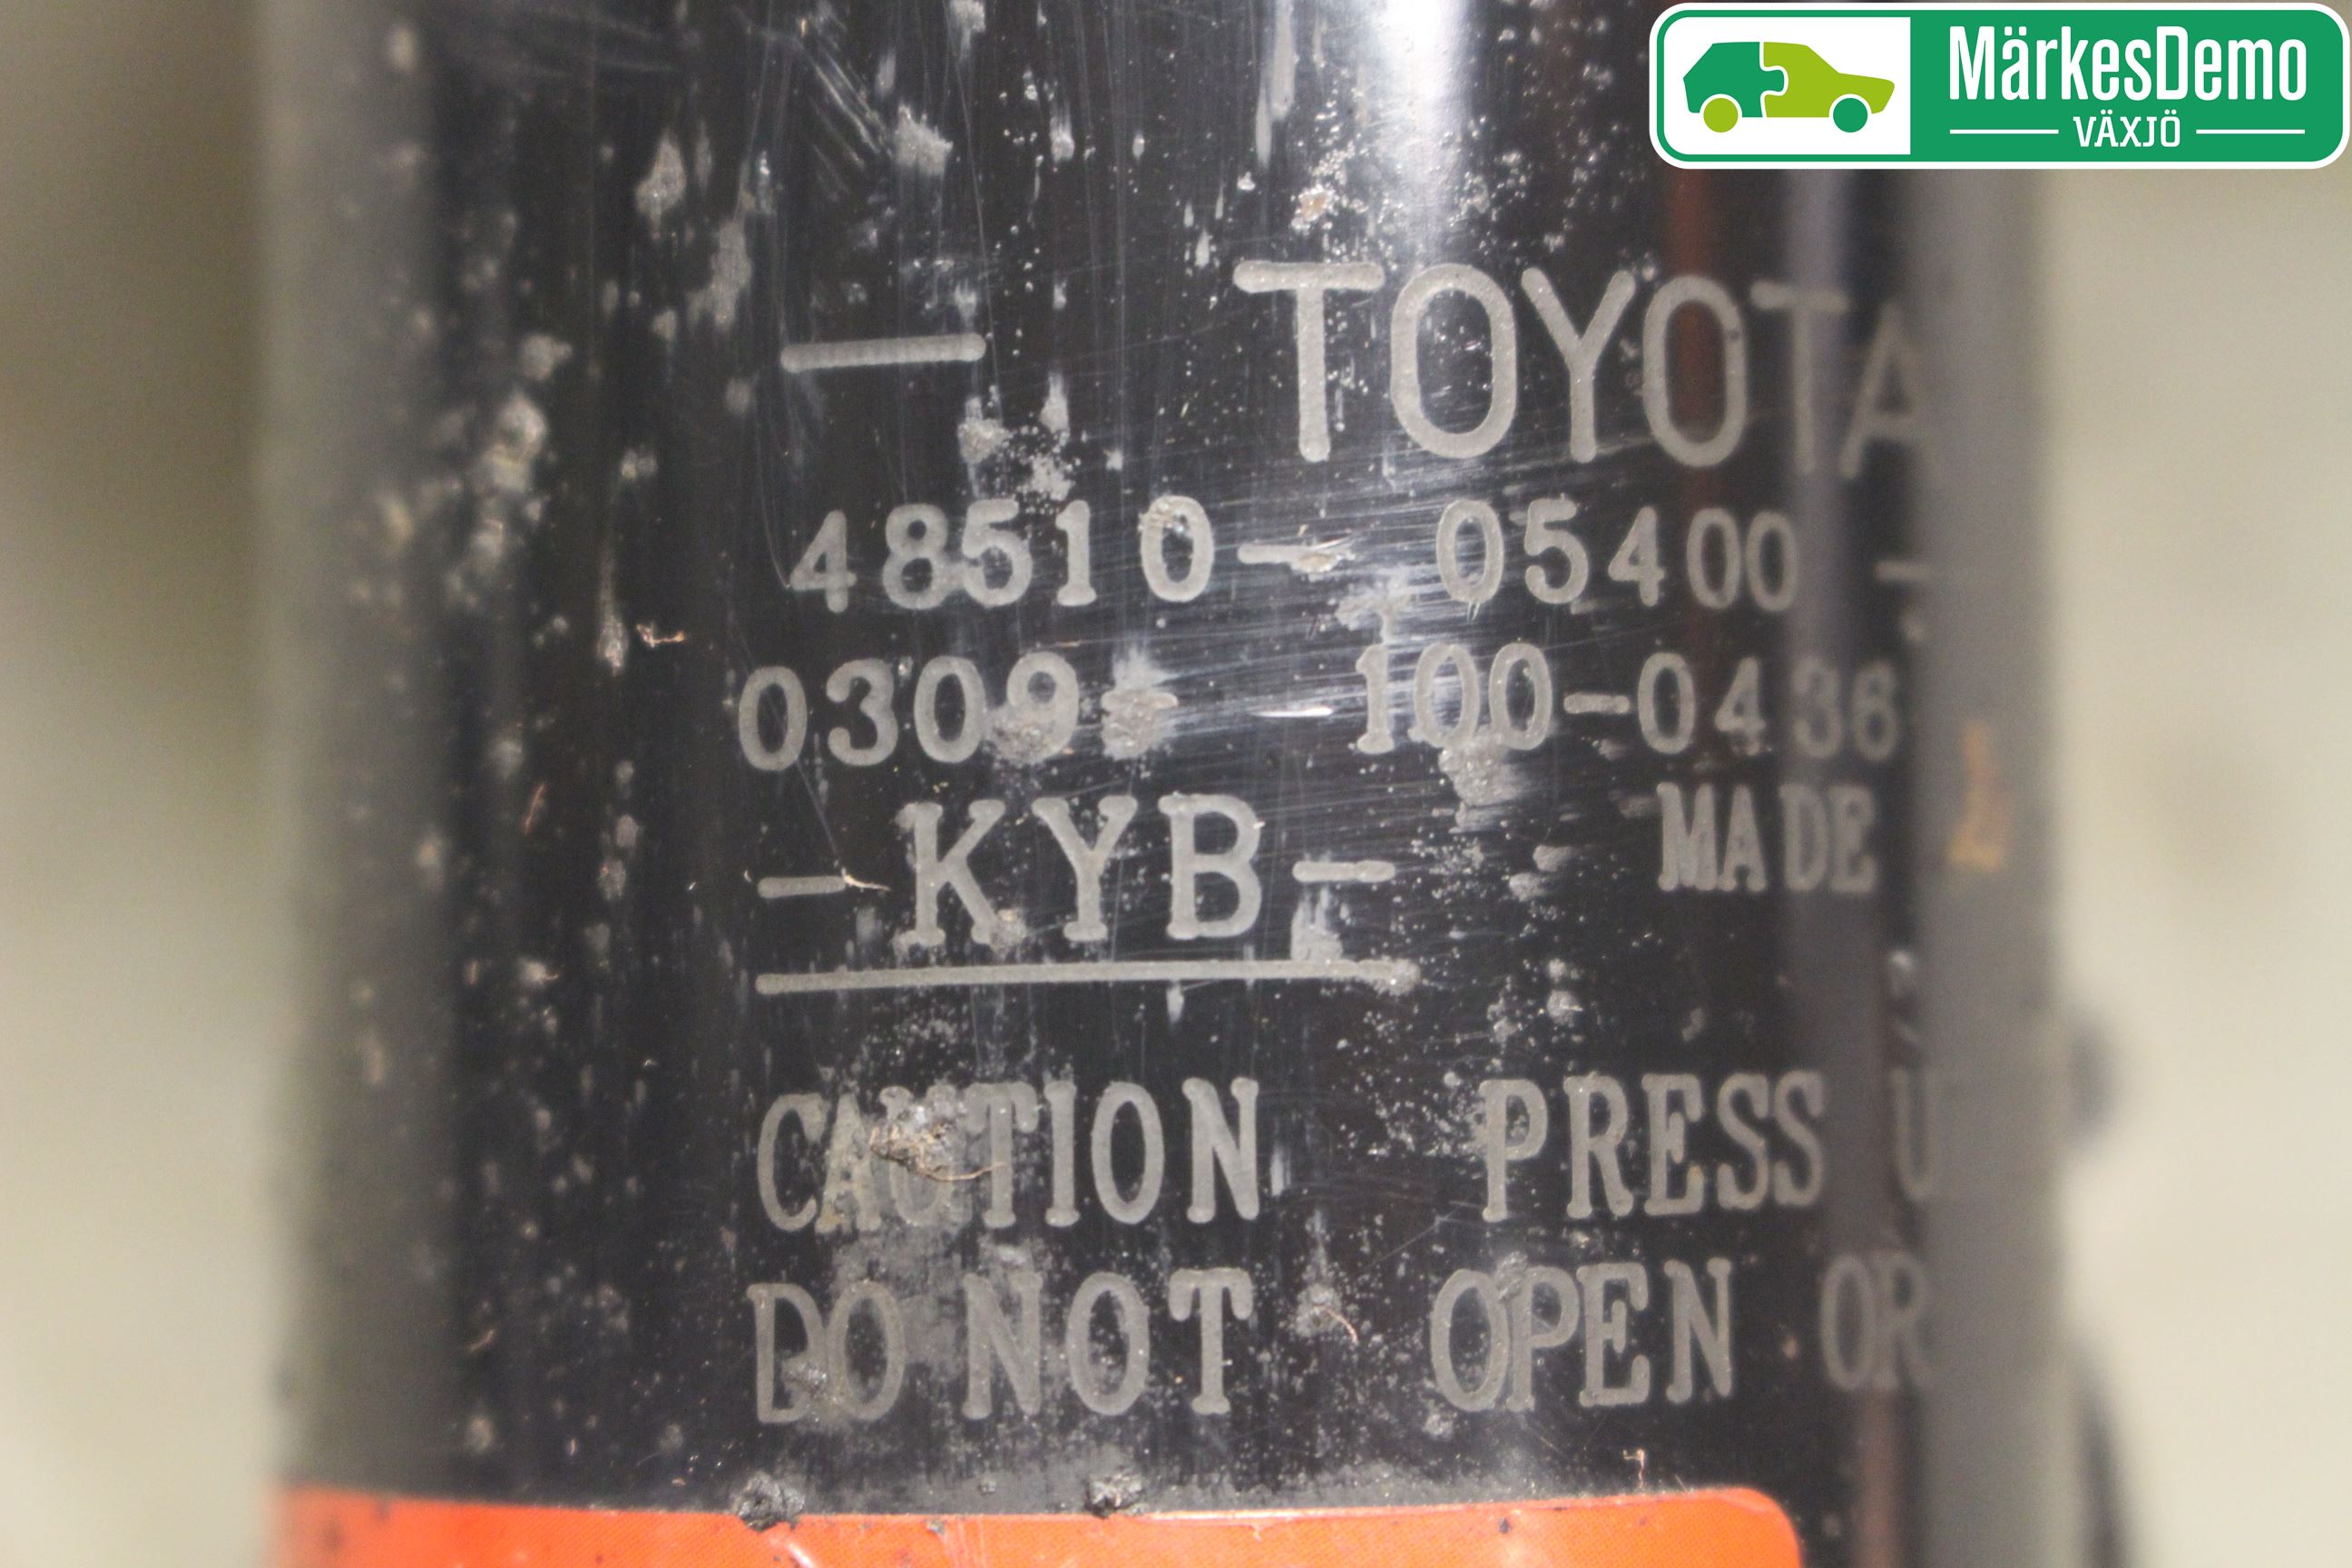 MärkesDemo
VÄXJÖ
TOYOTA
48510- 05400 -
0309- 100-0436
-KYB- MADE
CAUTION PRESS U
DO NOT OPEN OR